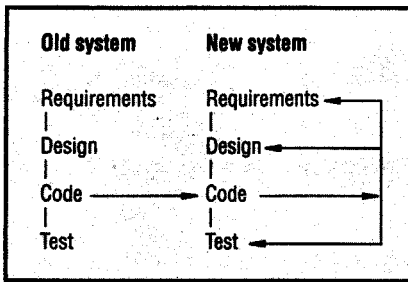 Old system New system
Requirements Requirements
Design Design
Code Code
Test Test